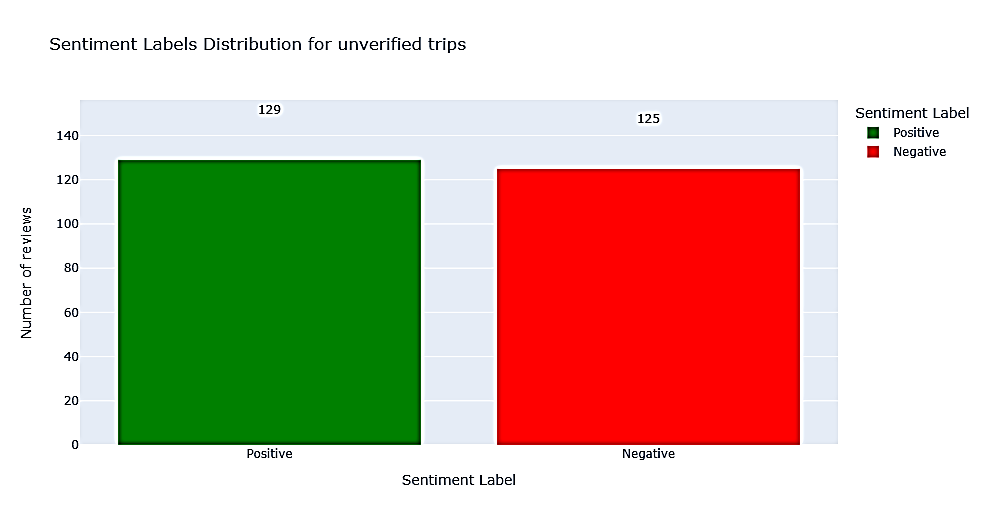 Sentiment Labels Distribution for unverified trips
129
125
Sentiment Label
Positive
Negative
Number of reviews
140
120
100
80
60
40
20
0
Positive
Negative
Sentiment Label